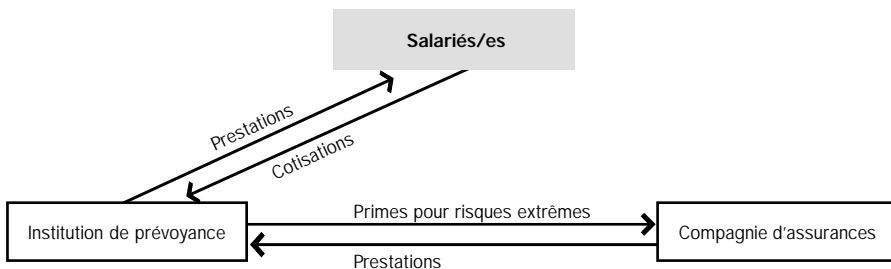 Salariés/es
Prestations
Cotisations
Primes pour risques extrêmes
Institution de prévoyance
Compagnie d'assurances
Prestations